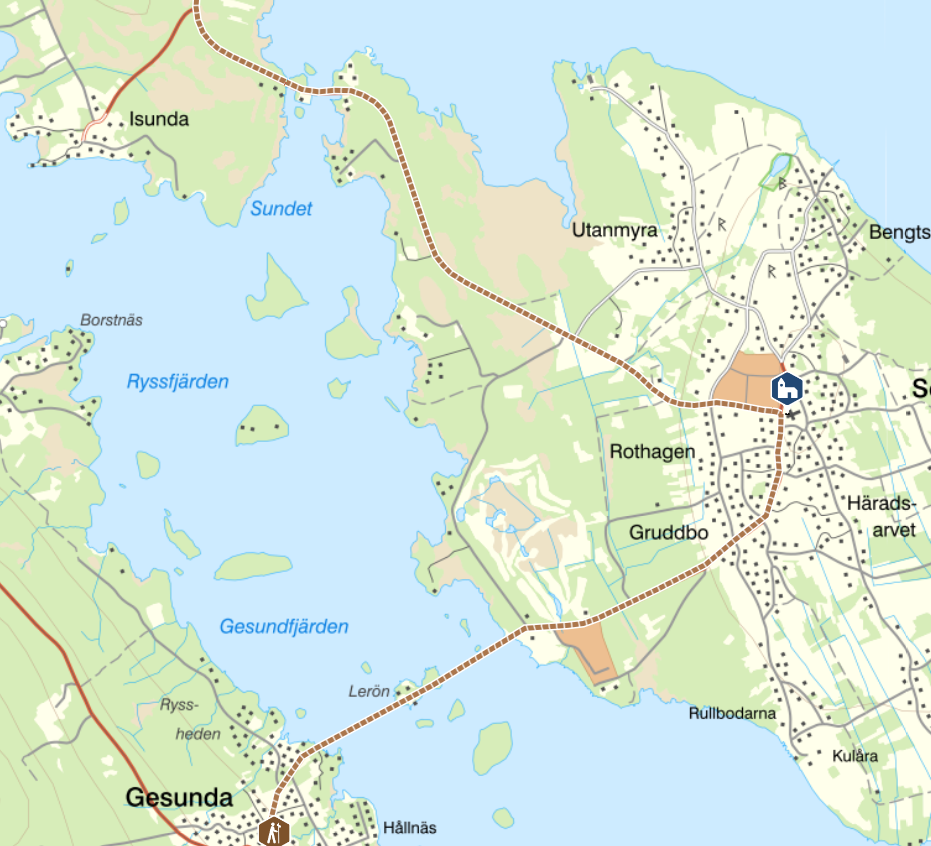 Isunda
Sundet
Utanmyra
Bengts
Borstnäs
Ryssfjärden
R
R
R
Rothagen
Gruddbo
Härads-
arvet
Gesundfjärden
Lerön
Ryss-
heden
Rullbodarna
Kulåra
Gesunda
Hållnäs